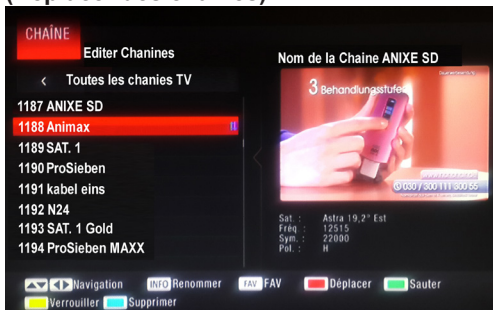 CHAÎNE
Editer Chanines
Toutes les chanies TV
1187 ANIXE SD
1188 Animax
1189 SAT. 1
1190 ProSieben
1191 kabel eins
1192 N24
1193 SAT. 1 Gold
1194 ProSieben MAXX
Nom de la Chaine ANIXE SD
3 Behandlungsstufen
030 / 300 111 300 55
Sat. : Astra 19,2° Est
Fréq. : 12515
Sym. : 22000
Pol. : H
Navigation INFO Renommer FAV FAV Déplacer Sauter
Verrouiller Supprimer